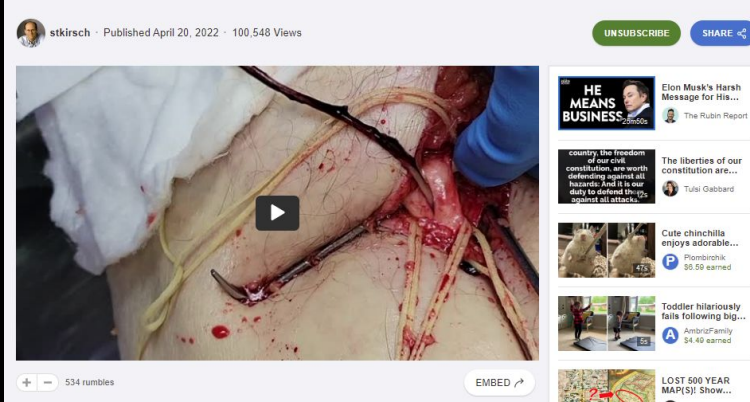 stkirsch · Published April 20, 2022 · 100,548 Views
UNSUBSCRIBE
SHARE
HE
MEANS
BUSINESS
25m50s
Elon Musk's Harsh
Message for His...
The Rubin Report
country, the freedom
of our civil
constitution, are worth
defending against all
hazards: And it is our
duty to defend them
against all attacks.
12s
The liberties of our
constitution are...
Tulsi Gabbard
47s
Cute chinchilla
enjoys adorable...
P
Plombirchik
$6.59 earned
5s
Toddler hilariously
fails following big...
A
AmbrizFamily
$4.49 earned
?
LOST 500 YEAR
MAP(S)! Show...
+ −
534 rumbles
EMBED